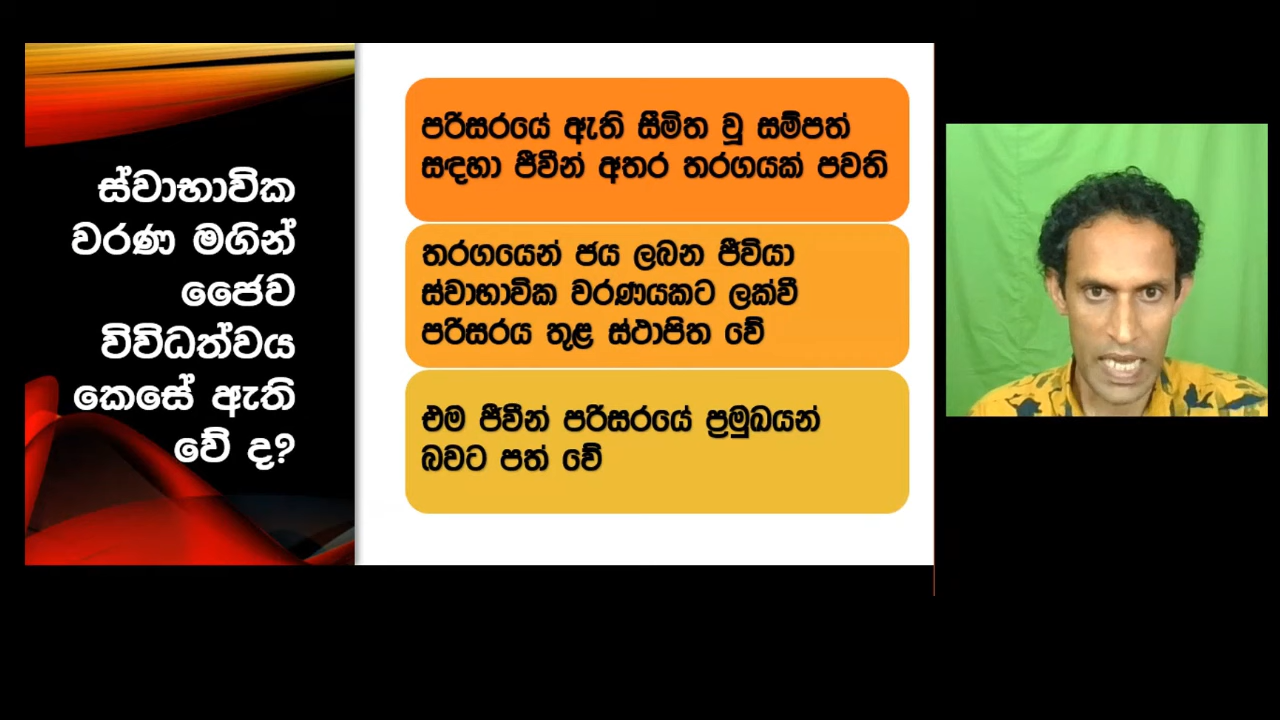 ස්වාභාවික
වරණ මගින්
ජෛව
විවිධත්වය
කෙසේ ඇති
වේ ද?
පරිසරයේ ඇති සීමිත වූ සම්පත්
සඳහා ජීවීන් අතර තරගයක් පවතී
තරගයෙන් ජය ලබන ජීවියා
ස්වාභාවික වරණයකට ලක්වී
පරිසරය තුළ ස්ථාපිත වේ
එම ජීවීන් පරිසරයේ ප්‍රමුඛයන්
බවට පත් වේ